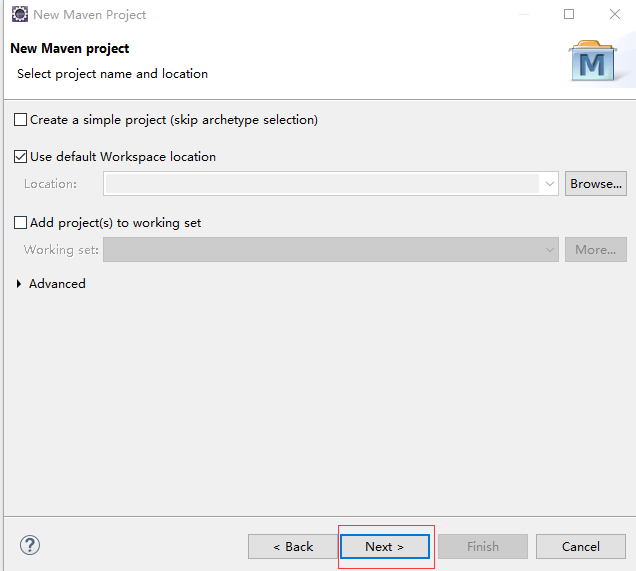 New Maven Project
New Maven project
Select project name and location
M
Create a simple project (skip archetype selection)
Use default Workspace location
Location:
Browse...
Add project(s) to working set
Working set:
More...
Advanced
?
< Back
Next >
Finish
Cancel